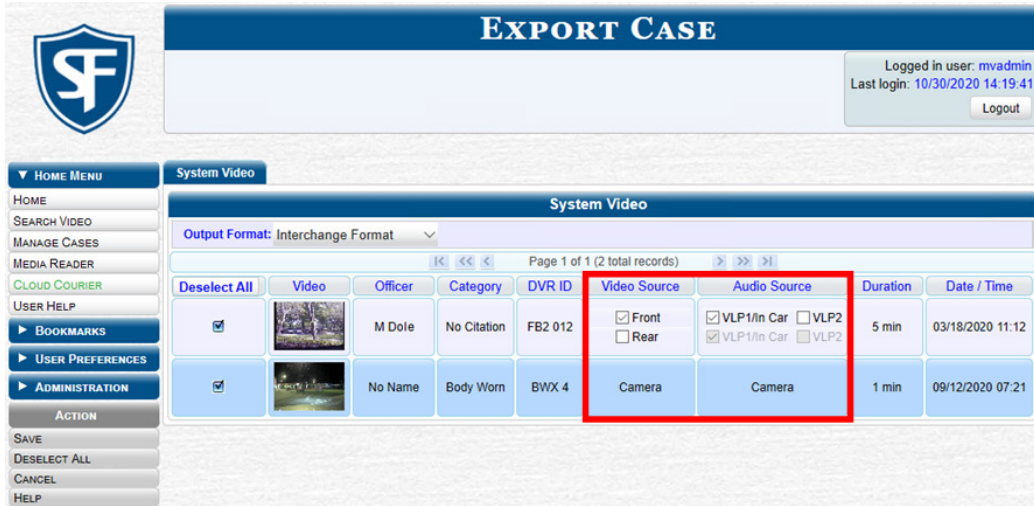 EXPORT CASE
SF
Logged in user: mvadmin
Last login: 10/30/2020 14:19:41
Logout
▼ HOME MENU
HOME
SEARCH VIDEO
MANAGE CASES
MEDIA READER
CLOUD COURIER
USER HELP
▶ BOOKMARKS
▶ USER PREFERENCES
▶ ADMINISTRATION
ACTION
SAVE
DESELECT ALL
CANCEL
HELP
System Video
System Video
Output Format: Interchange Format
|< << < Page 1 of 1 (2 total records) > >> >|
Deselect All Video Officer Category DVR ID Video Source Audio Source Duration Date / Time
M Dole No Citation FB2 012 Front VLP1/In Car VLP2 5 min 03/18/2020 11:12
Rear VLP1/In Car VLP2
No Name Body Worn BWX 4 Camera Camera 1 min 09/12/2020 07:21